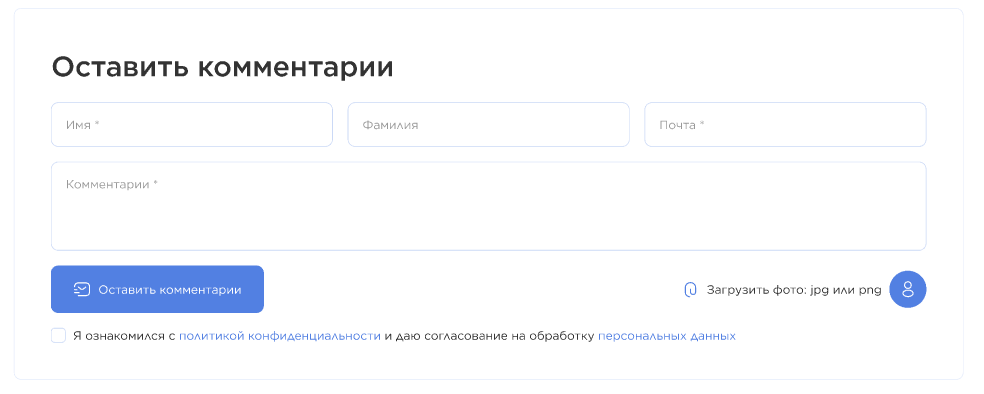 Оставить комментарии
Имя *
Фамилия
Почта *
Комментарии *
Оставить комментарии
Загрузить фото: jpg или png
Я ознакомился с политикой конфиденциальности и даю согласование на обработку персональных данных